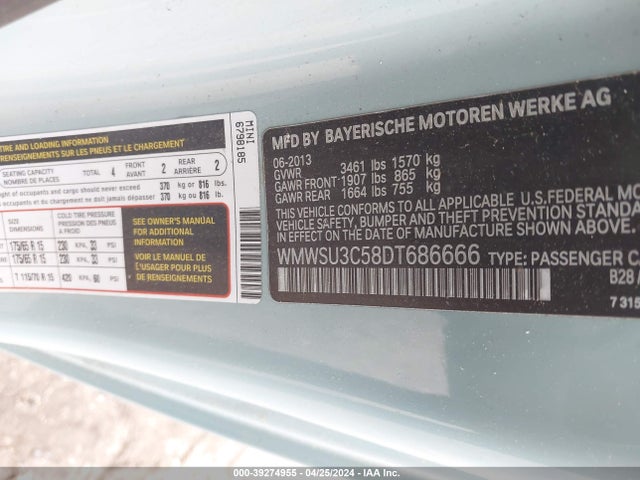 TIRE AND LOADING INFORMATION
RENSEIGNEMENTS SUR LES PNEUS ET LE CHARGEMENT
SEATING CAPACITY
NOMBRE DE PLACES
TOTAL 4
FRONT
AVANT 2
REAR
ARRIÈRE 2
weight of occupants and cargo should never exceed 370 kg or 816 lbs.
des occupants et du chargement ne doit jamais dépasser 370 kg ou 816 lb.
SIZE
DIMENSIONS
COLD TIRE PRESSURE
PRESSION DES PNEUS
A FROID
175/65 R 15 230 KPA, 33 PSI
175/65 R 15 230 KPA, 33 PSI
T 115/70 R 15 420 KPA, 60 PSI
SEE OWNER'S MANUAL
FOR ADDITIONAL
INFORMATION
VOIR LE MANUEL DE
L'USAGER POUR PLUS
DE RENSEIGNEMENTS
MINI
6798185
MFD BY BAYERISCHE MOTOREN WERKE AG
06-2013
GVWR 3461 lbs 1570 kg
GAWR FRONT 1907 lbs 865 kg
GAWR REAR 1664 lbs 755 kg
THIS VEHICLE CONFORMS TO ALL APPLICABLE U.S. FEDERAL MO
VEHICLE SAFETY, BUMPER AND THEFT PREVENTION STANDA
IN EFFECT ON THE DATE OF MANUFACTURE SHOWN ABOVE.
WMWSU3C58DT686666 TYPE: PASSENGER CA
B28/
7 315
000-39274955 - 04/25/2024 - IAA Inc.